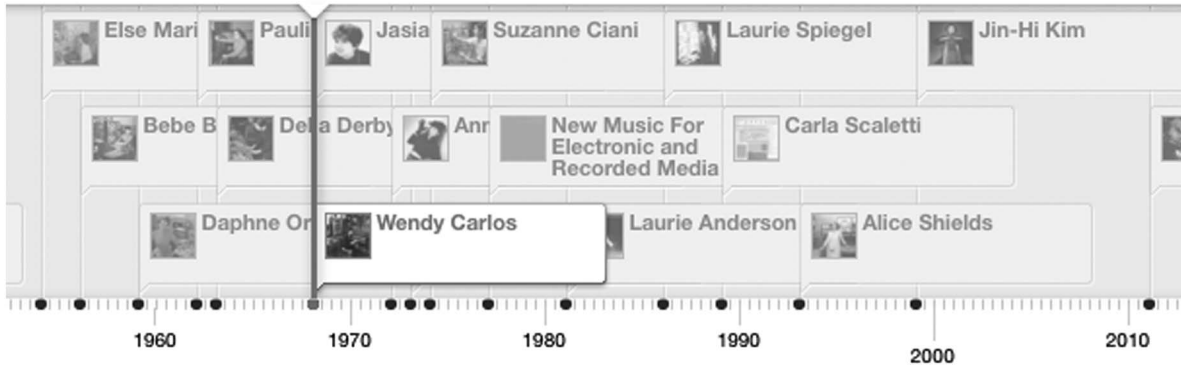 Else Mari
Pauli
Jasia
Suzanne Ciani
Laurie Spiegel
Jin-Hi Kim
Bebe B
Delia Derby
Ann
New Music For
Electronic and
Recorded Media
Carla Scaletti
Daphne Or
Wendy Carlos
Laurie Anderson
Alice Shields
1960
1970
1980
1990
2000
2010